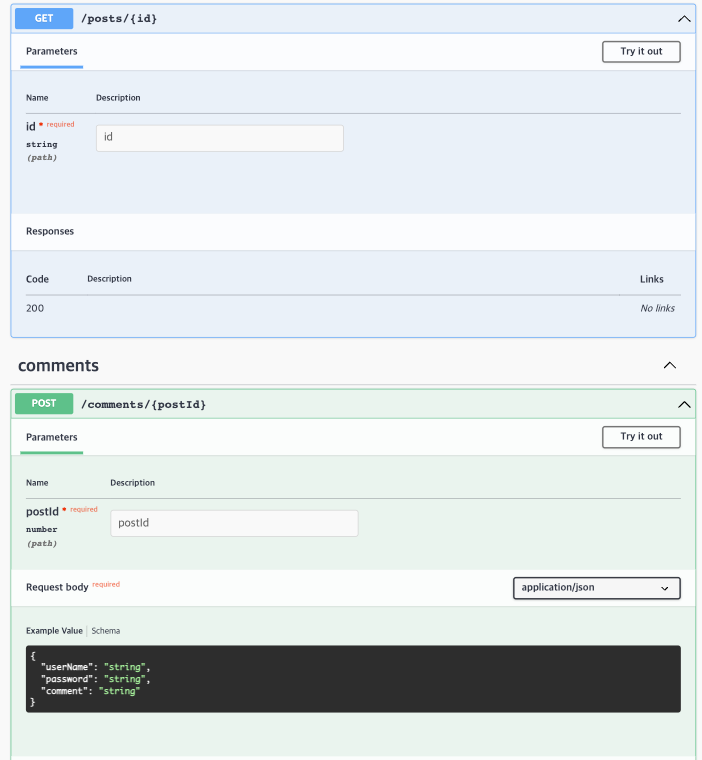 GET /posts/{id}
Parameters Try it out
Name Description
id * required id
string
(path)
Responses
Code Description Links
200 No links
comments
POST /comments/{postId}
Parameters Try it out
Name Description
postId * required postId
number
(path)
Request body required application/json
Example Value Schema
{
"userName": "string",
"password": "string",
"comment": "string"
}